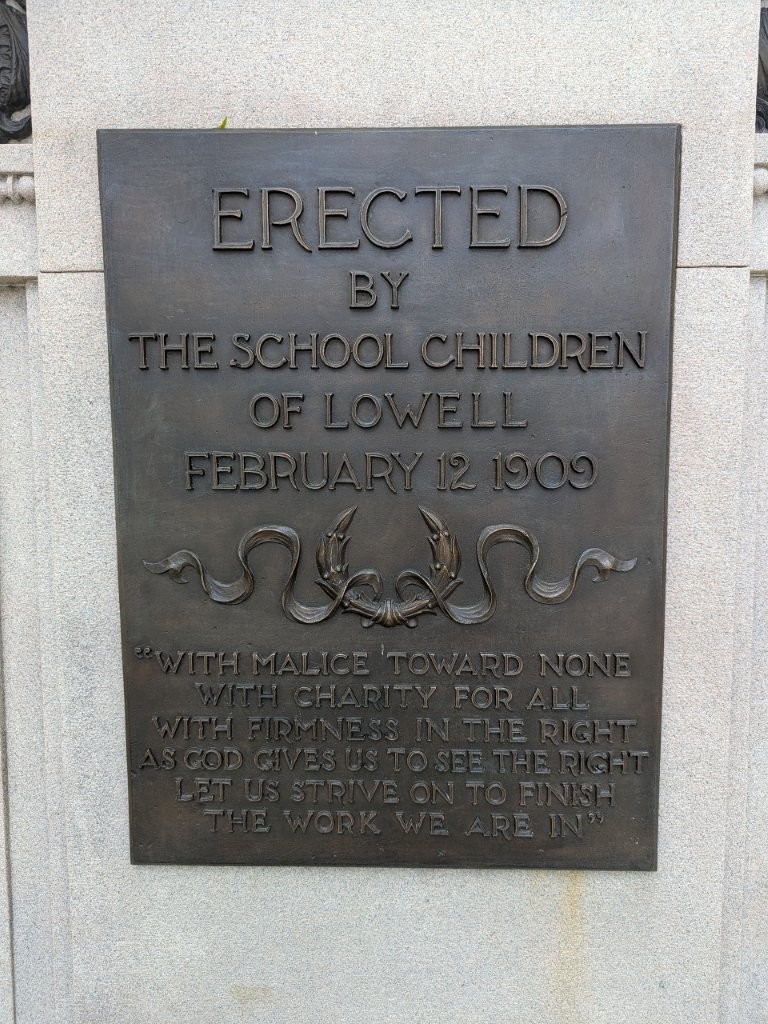 ERECTED
BY
THE SCHOOL CHILDREN
OF LOWELL
FEBRUARY 12 1909
"WITH MALICE TOWARD NONE
WITH CHARITY FOR ALL
WITH FIRMNESS IN THE RIGHT
AS GOD GIVES US TO SEE THE RIGHT
LET US STRIVE ON TO FINISH
THE WORK WE ARE IN"